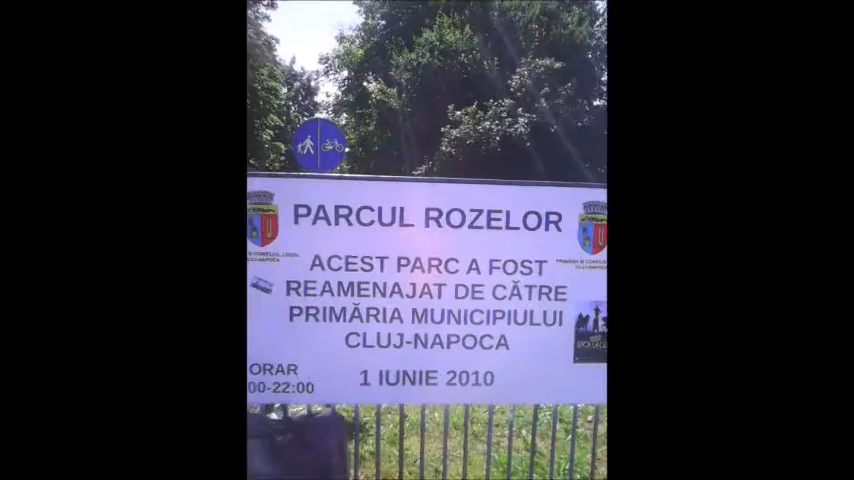 PARCUL ROZELOR
ACEST PARC A FOST
REAMENAJAT DE CĂTRE
PRIMĂRIA MUNICIPIULUI
CLUJ-NAPOCA
ORAR
00-22:00
1 IUNIE 2010